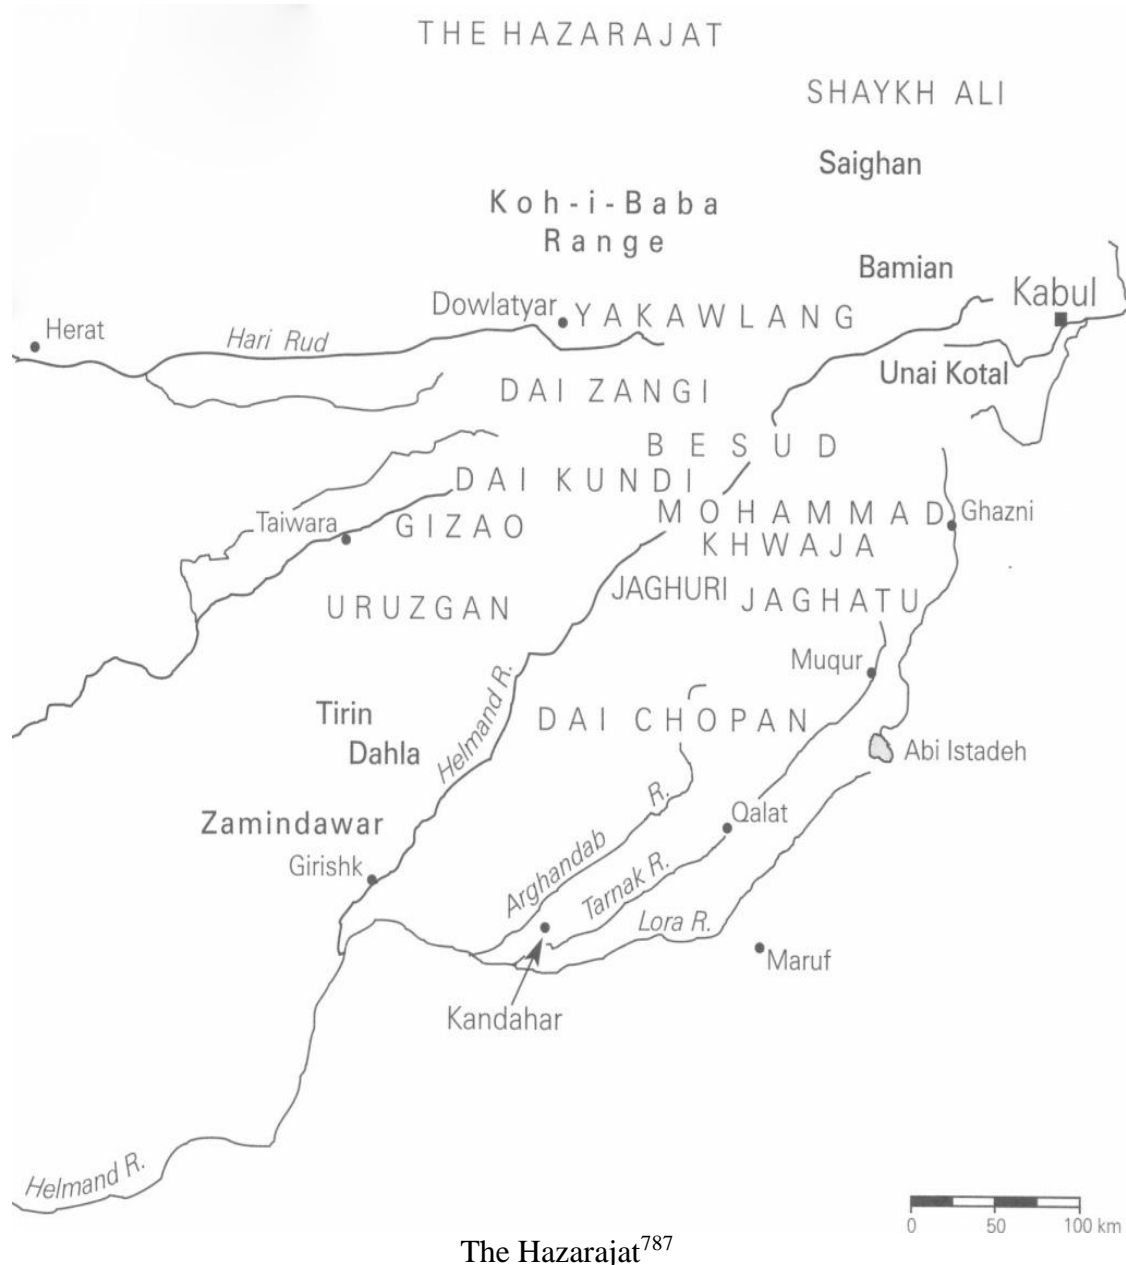 THE HAZARAJAT
SHAYKH ALI
Saighan
Koh-i-Baba
Range
Bamian
Kabul
Dowlatyar
YAKAWLANG
Herat
Hari Rud
Unai Kotal
DAI ZANGI
BESUD
DAI KUNDI
MOHAMMAD
KHWAJA
Ghazni
Taiwara
GIZAO
JAGHURI
JAGHATU
URUZGAN
Muqur
Helmand R.
Tirin
Dahla
DAI CHOPAN
Abi Istadeh
Zamindawar
Qalat
Girishk
Arghandab R.
Tarnak R.
Lora R.
Maruf
Kandahar
Helmand R.
0 50 100 km
The Hazarajat787